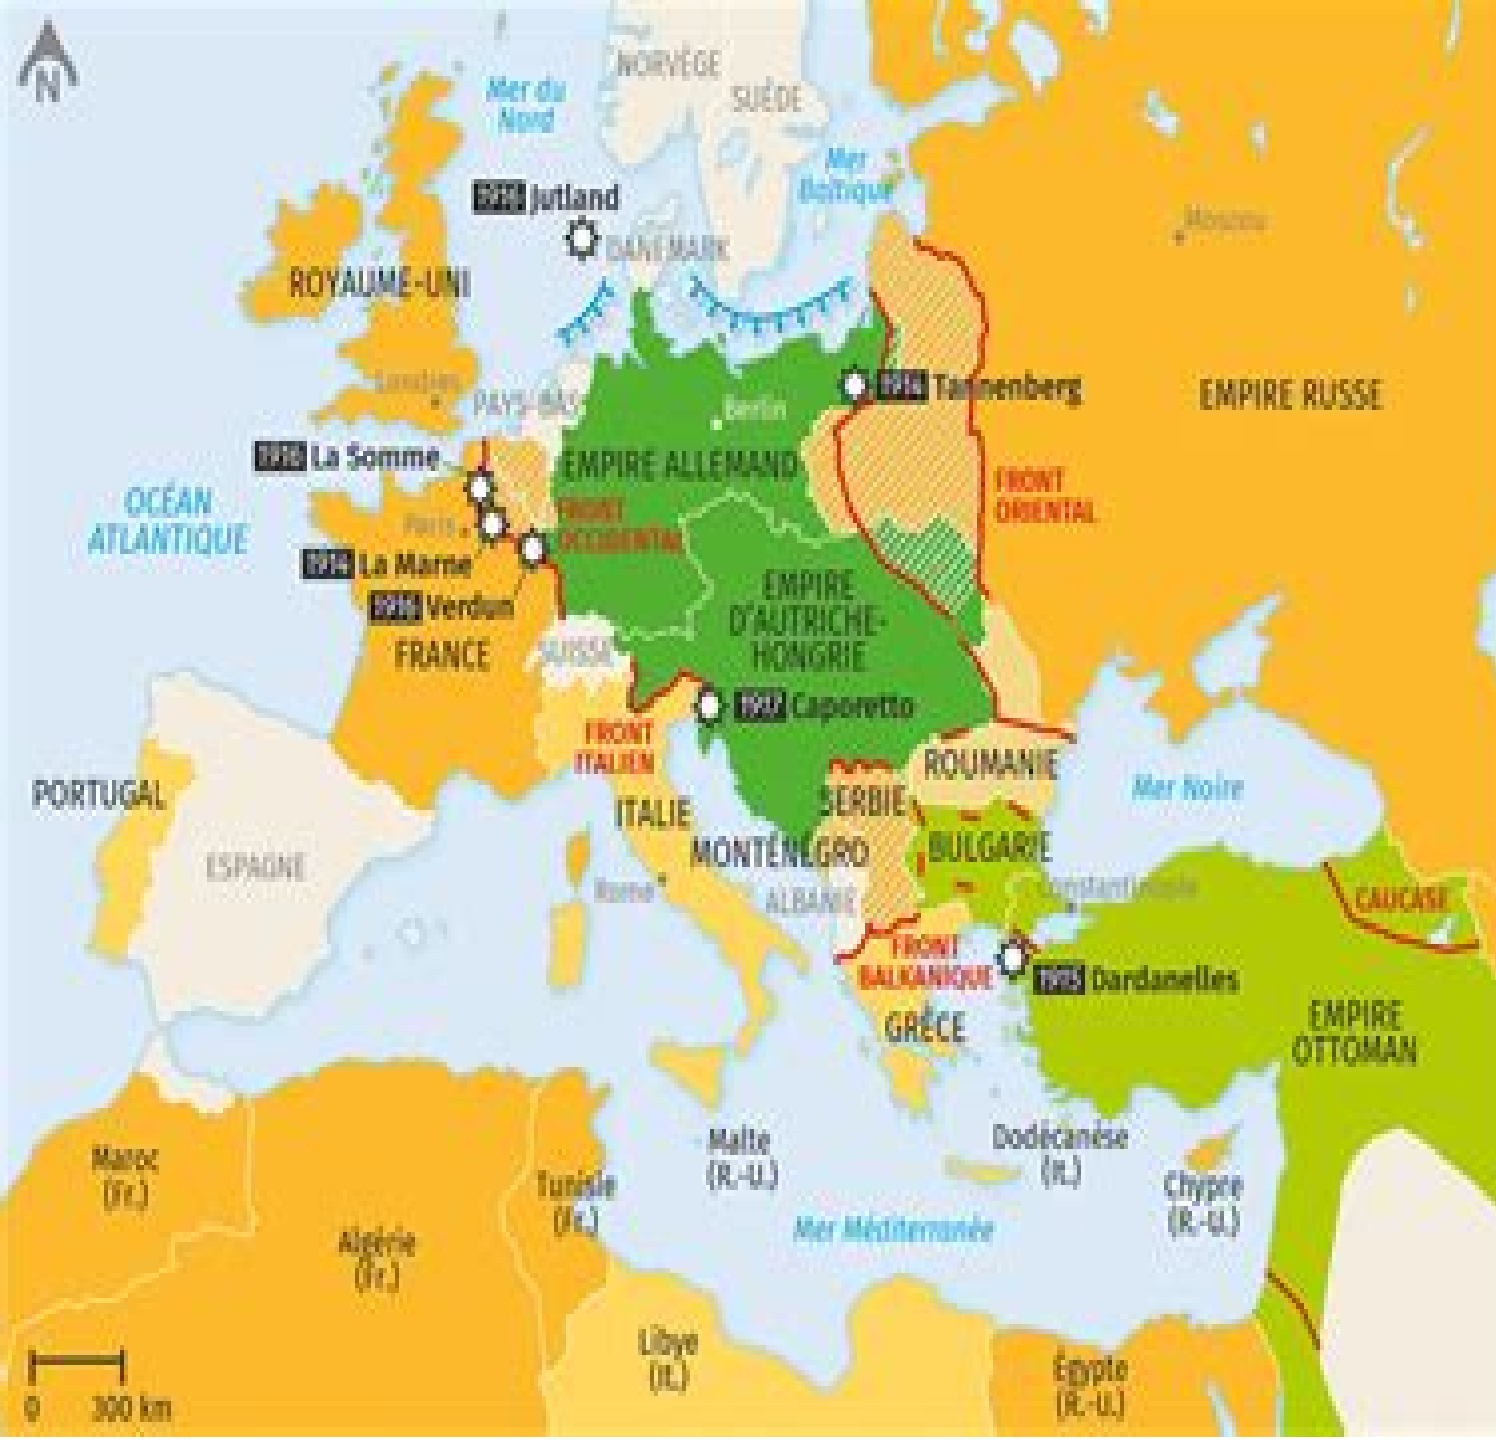 N
NORVÈGE
SUÈDE
Mer du
Nord
Mer
Baltique
1916 Jutland
DANEMARK
Moscou
ROYAUME-UNI
Londres
PAYS-BAS
1914 Tannenberg
Berlin
EMPIRE RUSSE
1916 La Somme
EMPIRE ALLEMAND
OCÉAN
ATLANTIQUE
Paris
FRONT
OCCIDENTAL
FRONT
ORIENTAL
1914 La Marne
1916 Verdun
EMPIRE
D'AUTRICHE-
HONGRIE
FRANCE
SUISSE
1917 Caporetto
FRONT
ITALIEN
ROUMANIE
PORTUGAL
ITALIE
SERBIE
Mer Noire
ESPAGNE
MONTÉNÉGRO
BULGARIE
Rome
ALBANIE
Constantinople
CAUCASE
FRONT
BALKANIQUE
1915 Dardanelles
GRÈCE
EMPIRE
OTTOMAN
Maroc
(Fr.)
Malte
(R.-U.)
Dodécanèse
(It.)
Tunisie
(Fr.)
Chypre
(R.-U.)
Algérie
(Fr.)
Mer Méditerranée
Libye
(It.)
Égypte
(R.-U.)
0 300 km